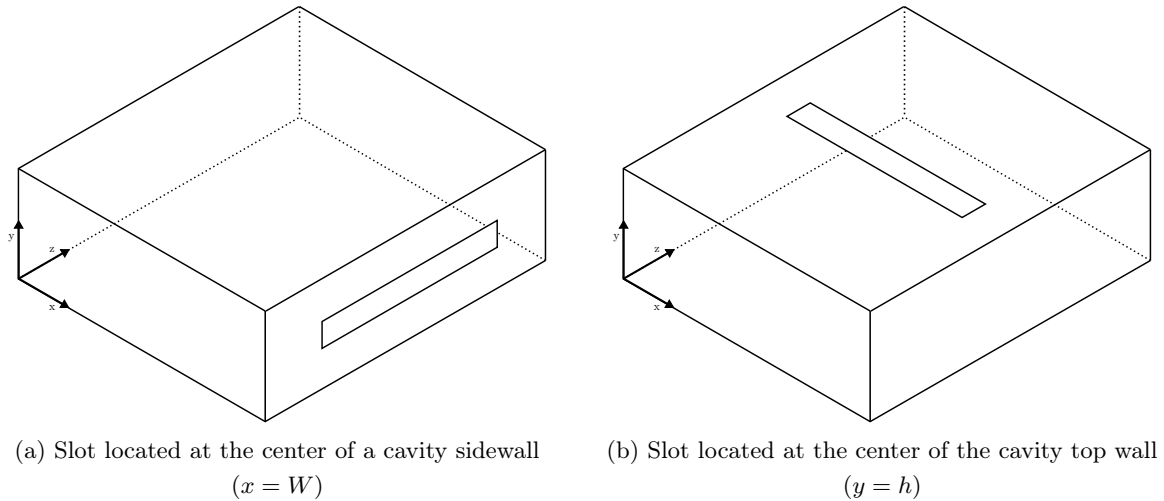 y
z
x
y
z
x
(a) Slot located at the center of a cavity sidewall
(x = W)
(b) Slot located at the center of the cavity top wall
(y = h)